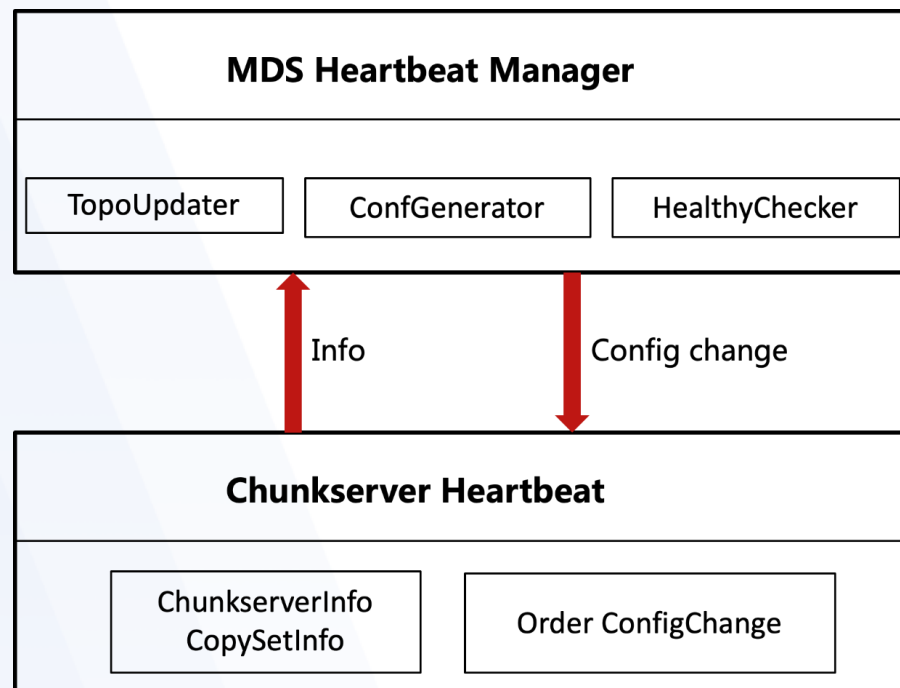 MDS Heartbeat Manager
TopoUpdater
ConfGenerator
HealthyChecker
Info
Config change
Chunkserver Heartbeat
ChunkserverInfo
CopySetInfo
Order ConfigChange